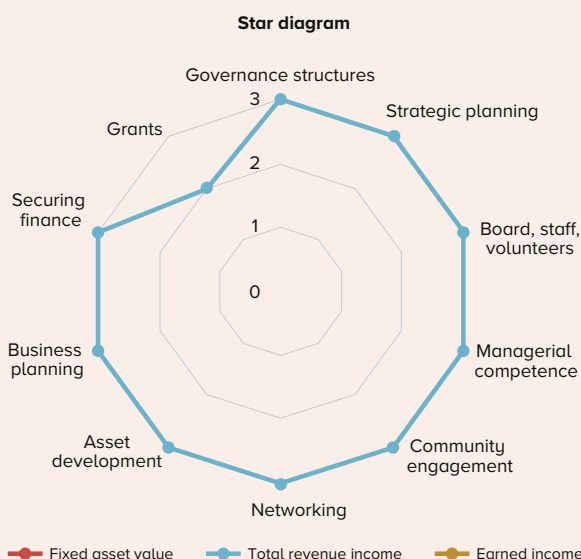 Star diagram
Governance structures
3
Strategic planning
Grants
2
Securing
finance
1
Board, staff,
volunteers
0
Business
planning
Managerial
competence
Asset
development
Community
engagement
Networking
Fixed asset value
Total revenue income
Earned income